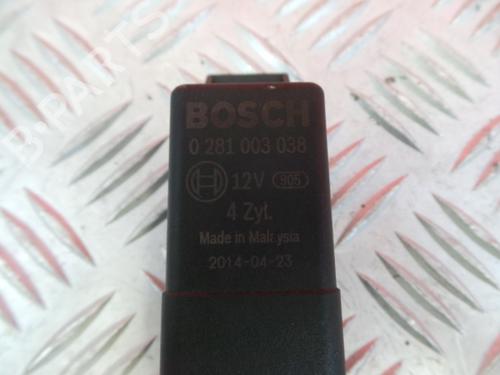 BOSCH
0 281 003 038
12V 905
4 Zyl.
Made in Malaysia
2014-04-23
B-PARTS